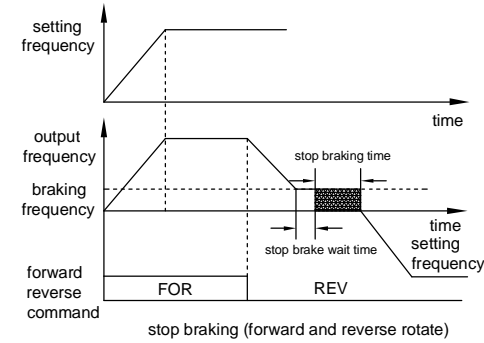 setting
frequency
time
output
frequency
stop braking time
braking
frequency
time
stop brake wait time
setting
frequency
forward
reverse
command
FOR
REV
stop braking (forward and reverse rotate)